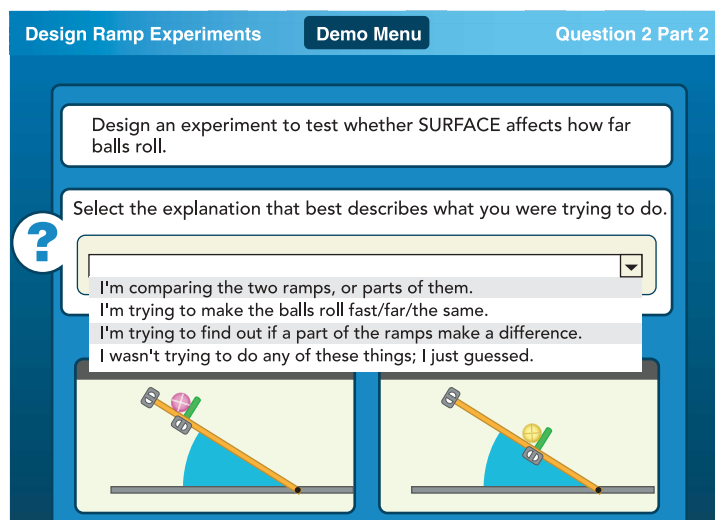 Design Ramp Experiments
Demo Menu
Question 2 Part 2
Design an experiment to test whether SURFACE affects how far
balls roll.
Select the explanation that best describes what you were trying to do.
?
I'm comparing the two ramps, or parts of them.
I'm trying to make the balls roll fast/far/the same.
I'm trying to find out if a part of the ramps make a difference.
I wasn't trying to do any of these things; I just guessed.